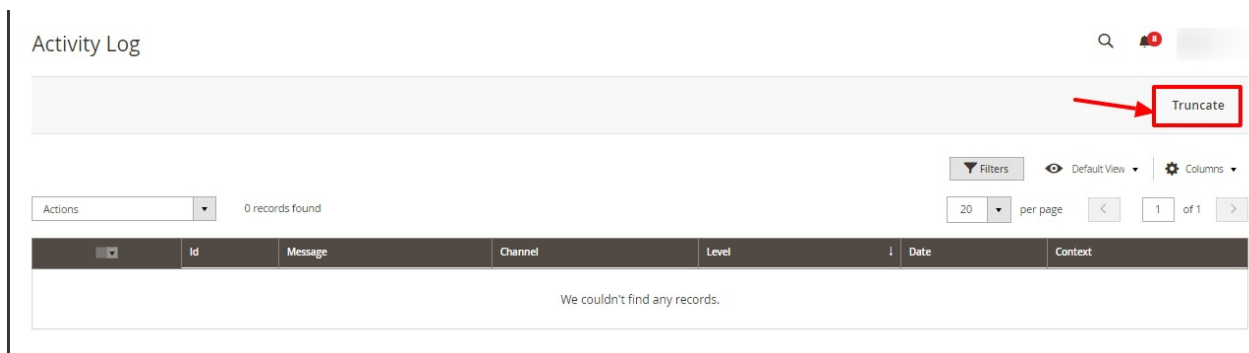 Activity Log
8
Truncate
Filters
Default View
Columns
Actions
0 records found
20
per page
1
of 1
Id
Message
Channel
Level
Date
Context
We couldn't find any records.